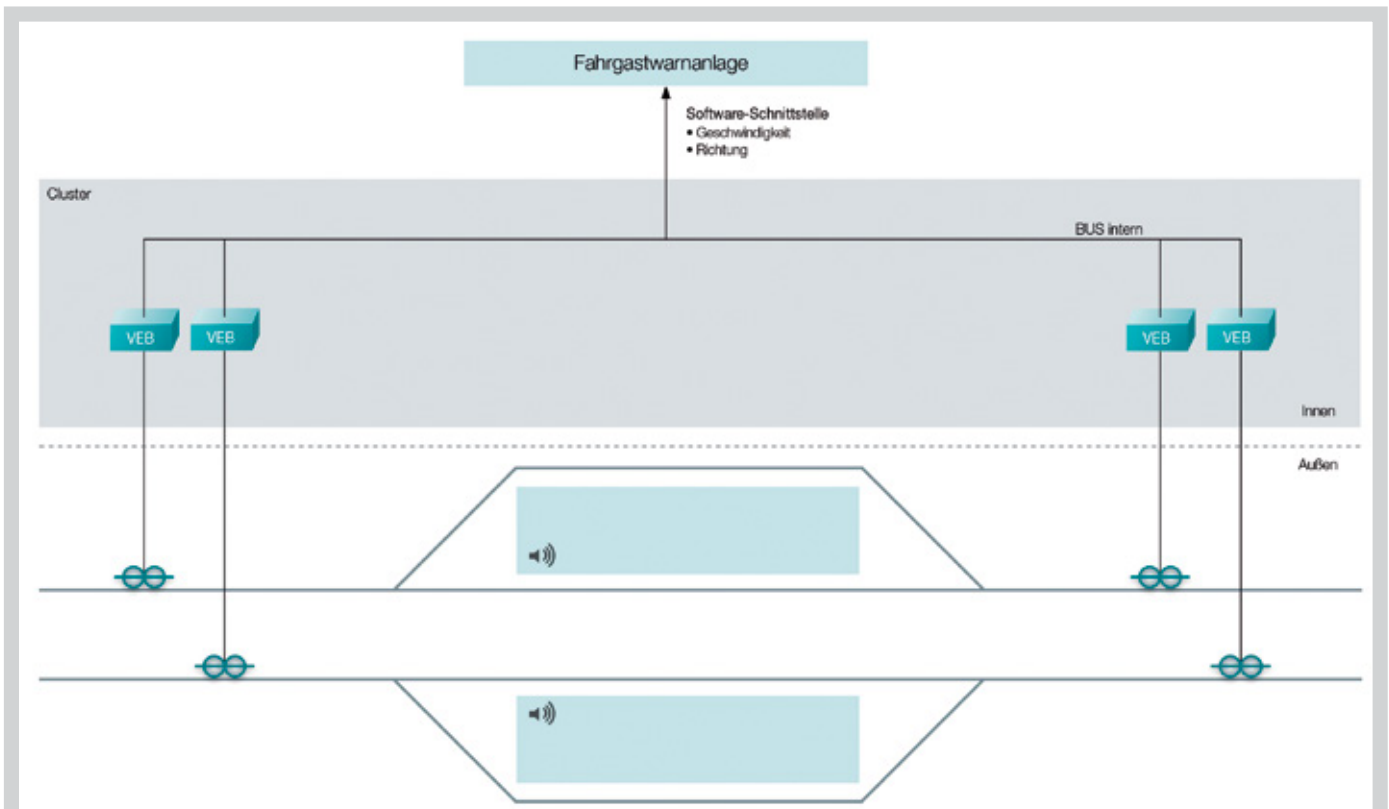 Fahrgastwarnanlage
Software-Schnittstelle
• Geschwindigkeit
• Richtung
Cluster
BUS intern
VEB
VEB
VEB
VEB
Innen
Außen